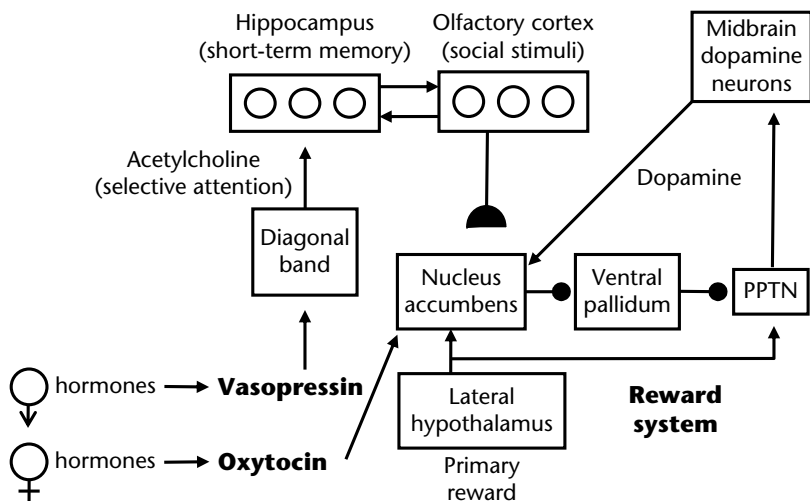 Hippocampus
(short-term memory)
Olfactory cortex
(social stimuli)
Midbrain
dopamine
neurons
Acetylcholine
(selective attention)
Dopamine
Diagonal
band
Nucleus
accumbens
Ventral
pallidum
PPTN
hormones
Vasopressin
Lateral
hypothalamus
Reward
system
hormones
Oxytocin
Primary
reward